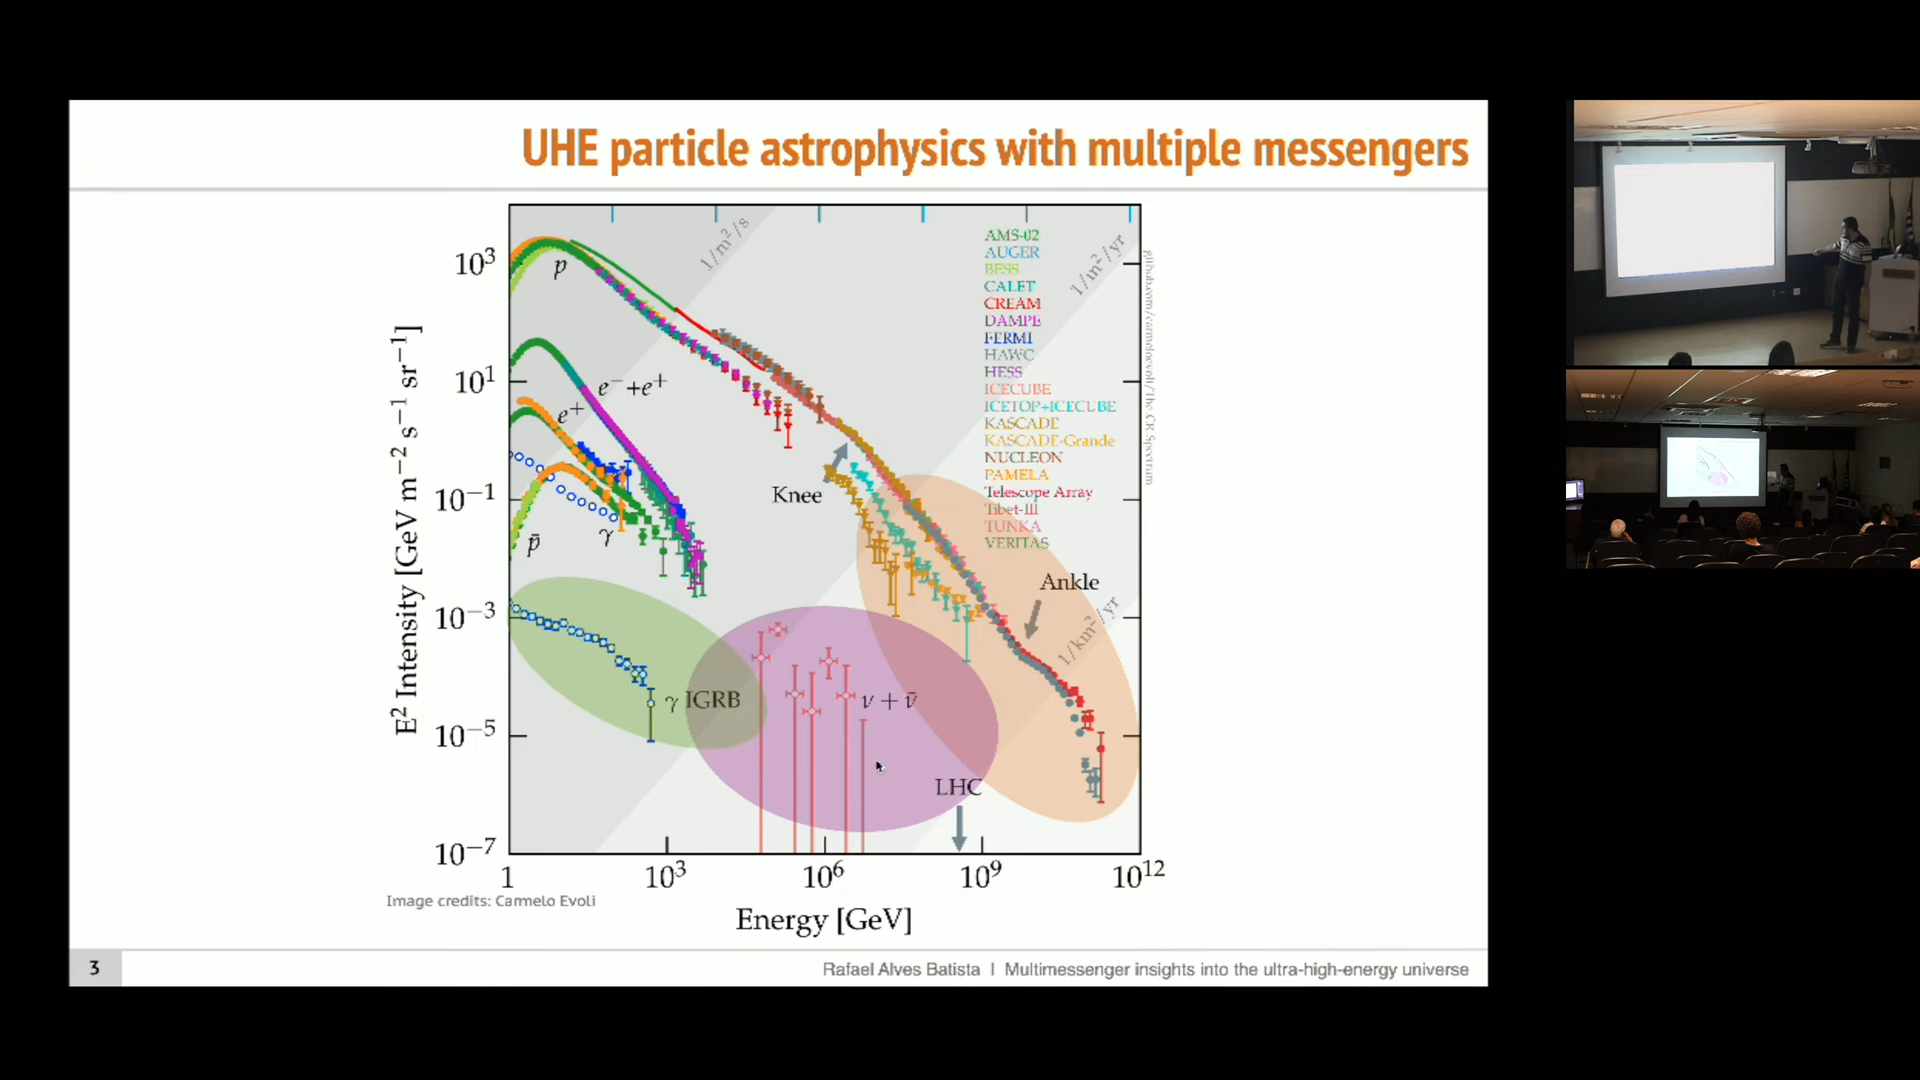 UHE particle astrophysics with multiple messengers
E² Intensity [GeV m⁻² s⁻¹ sr⁻¹]
10³
10¹
10⁻¹
10⁻³
10⁻⁵
10⁻⁷
1
10³
10⁶
10⁹
10¹²
Energy [GeV]
1/m²/s
1/m²/yr
1/km²/yr
p
e⁻+e⁺
e⁺
p̄
γ
Knee
Ankle
γ IGRB
ν + ν̄
LHC
AMS-02
AUGER
BESS
CALET
CREAM
DAMPE
FERMI
HAWC
HESS
ICECUBE
ICETOP+ICECUBE
KASCADE
KASCADE-Grande
NUCLEON
PAMELA
Telescope Array
Tibet-III
TUNKA
VERITAS
github.com/carmeloevoli/The_CR_Spectrum
Image credits: Carmelo Evoli
3
Rafael Alves Batista | Multimessenger insights into the ultra-high-energy universe